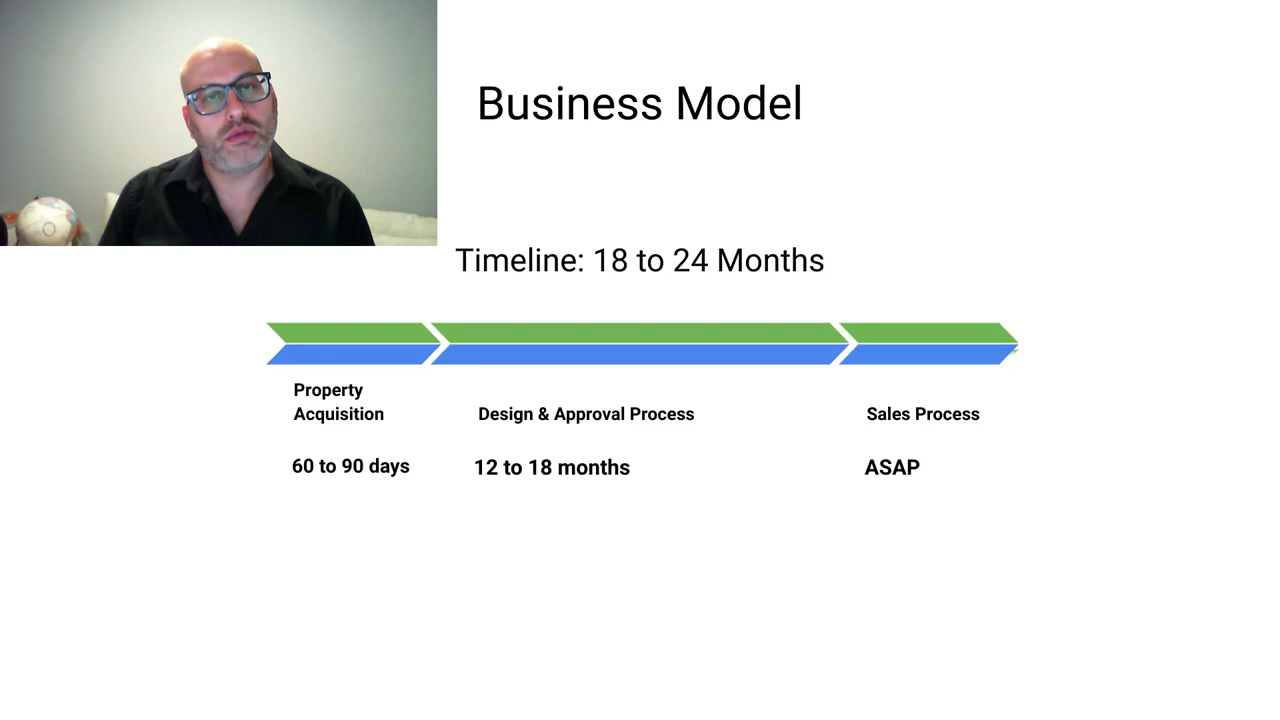 Business Model
Timeline: 18 to 24 Months
Property
Acquisition
Design & Approval Process
Sales Process
60 to 90 days
12 to 18 months
ASAP